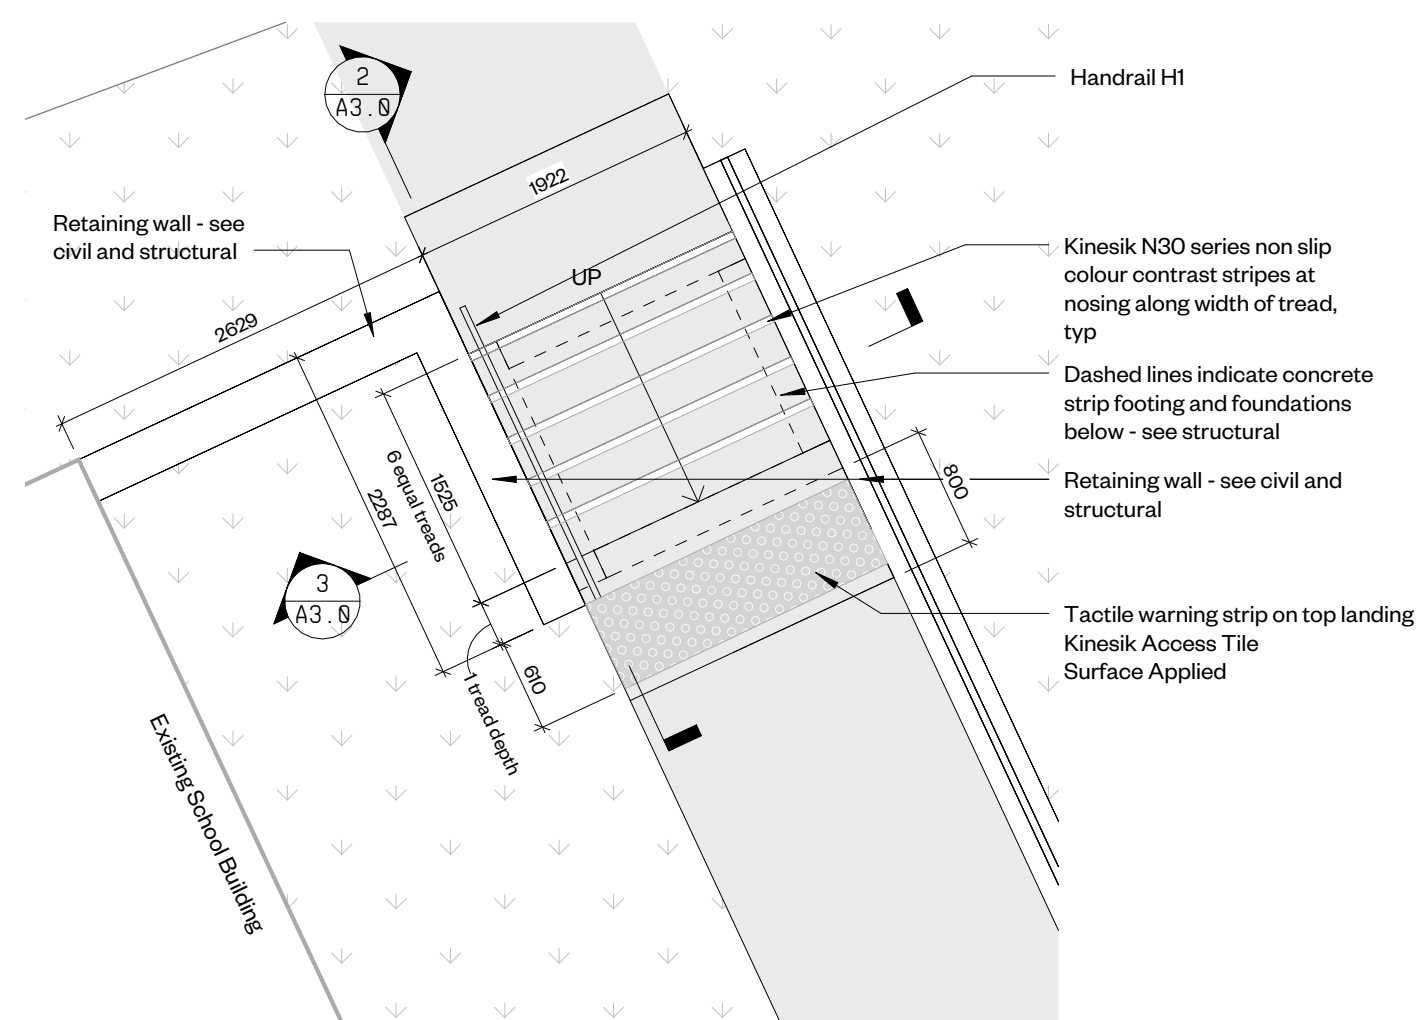 2
A3.0
Handrail H1
1922
Retaining wall - see
civil and structural
UP
Kinesik N30 series non slip
colour contrast stripes at
nosing along width of tread,
typ
2629
Dashed lines indicate concrete
strip footing and foundations
below - see structural
800
Retaining wall - see civil and
structural
2287
6 equal treads
1525
3
A3.0
Tactile warning strip on top landing
Kinesik Access Tile
Surface Applied
610
1 tread depth
Existing School Building